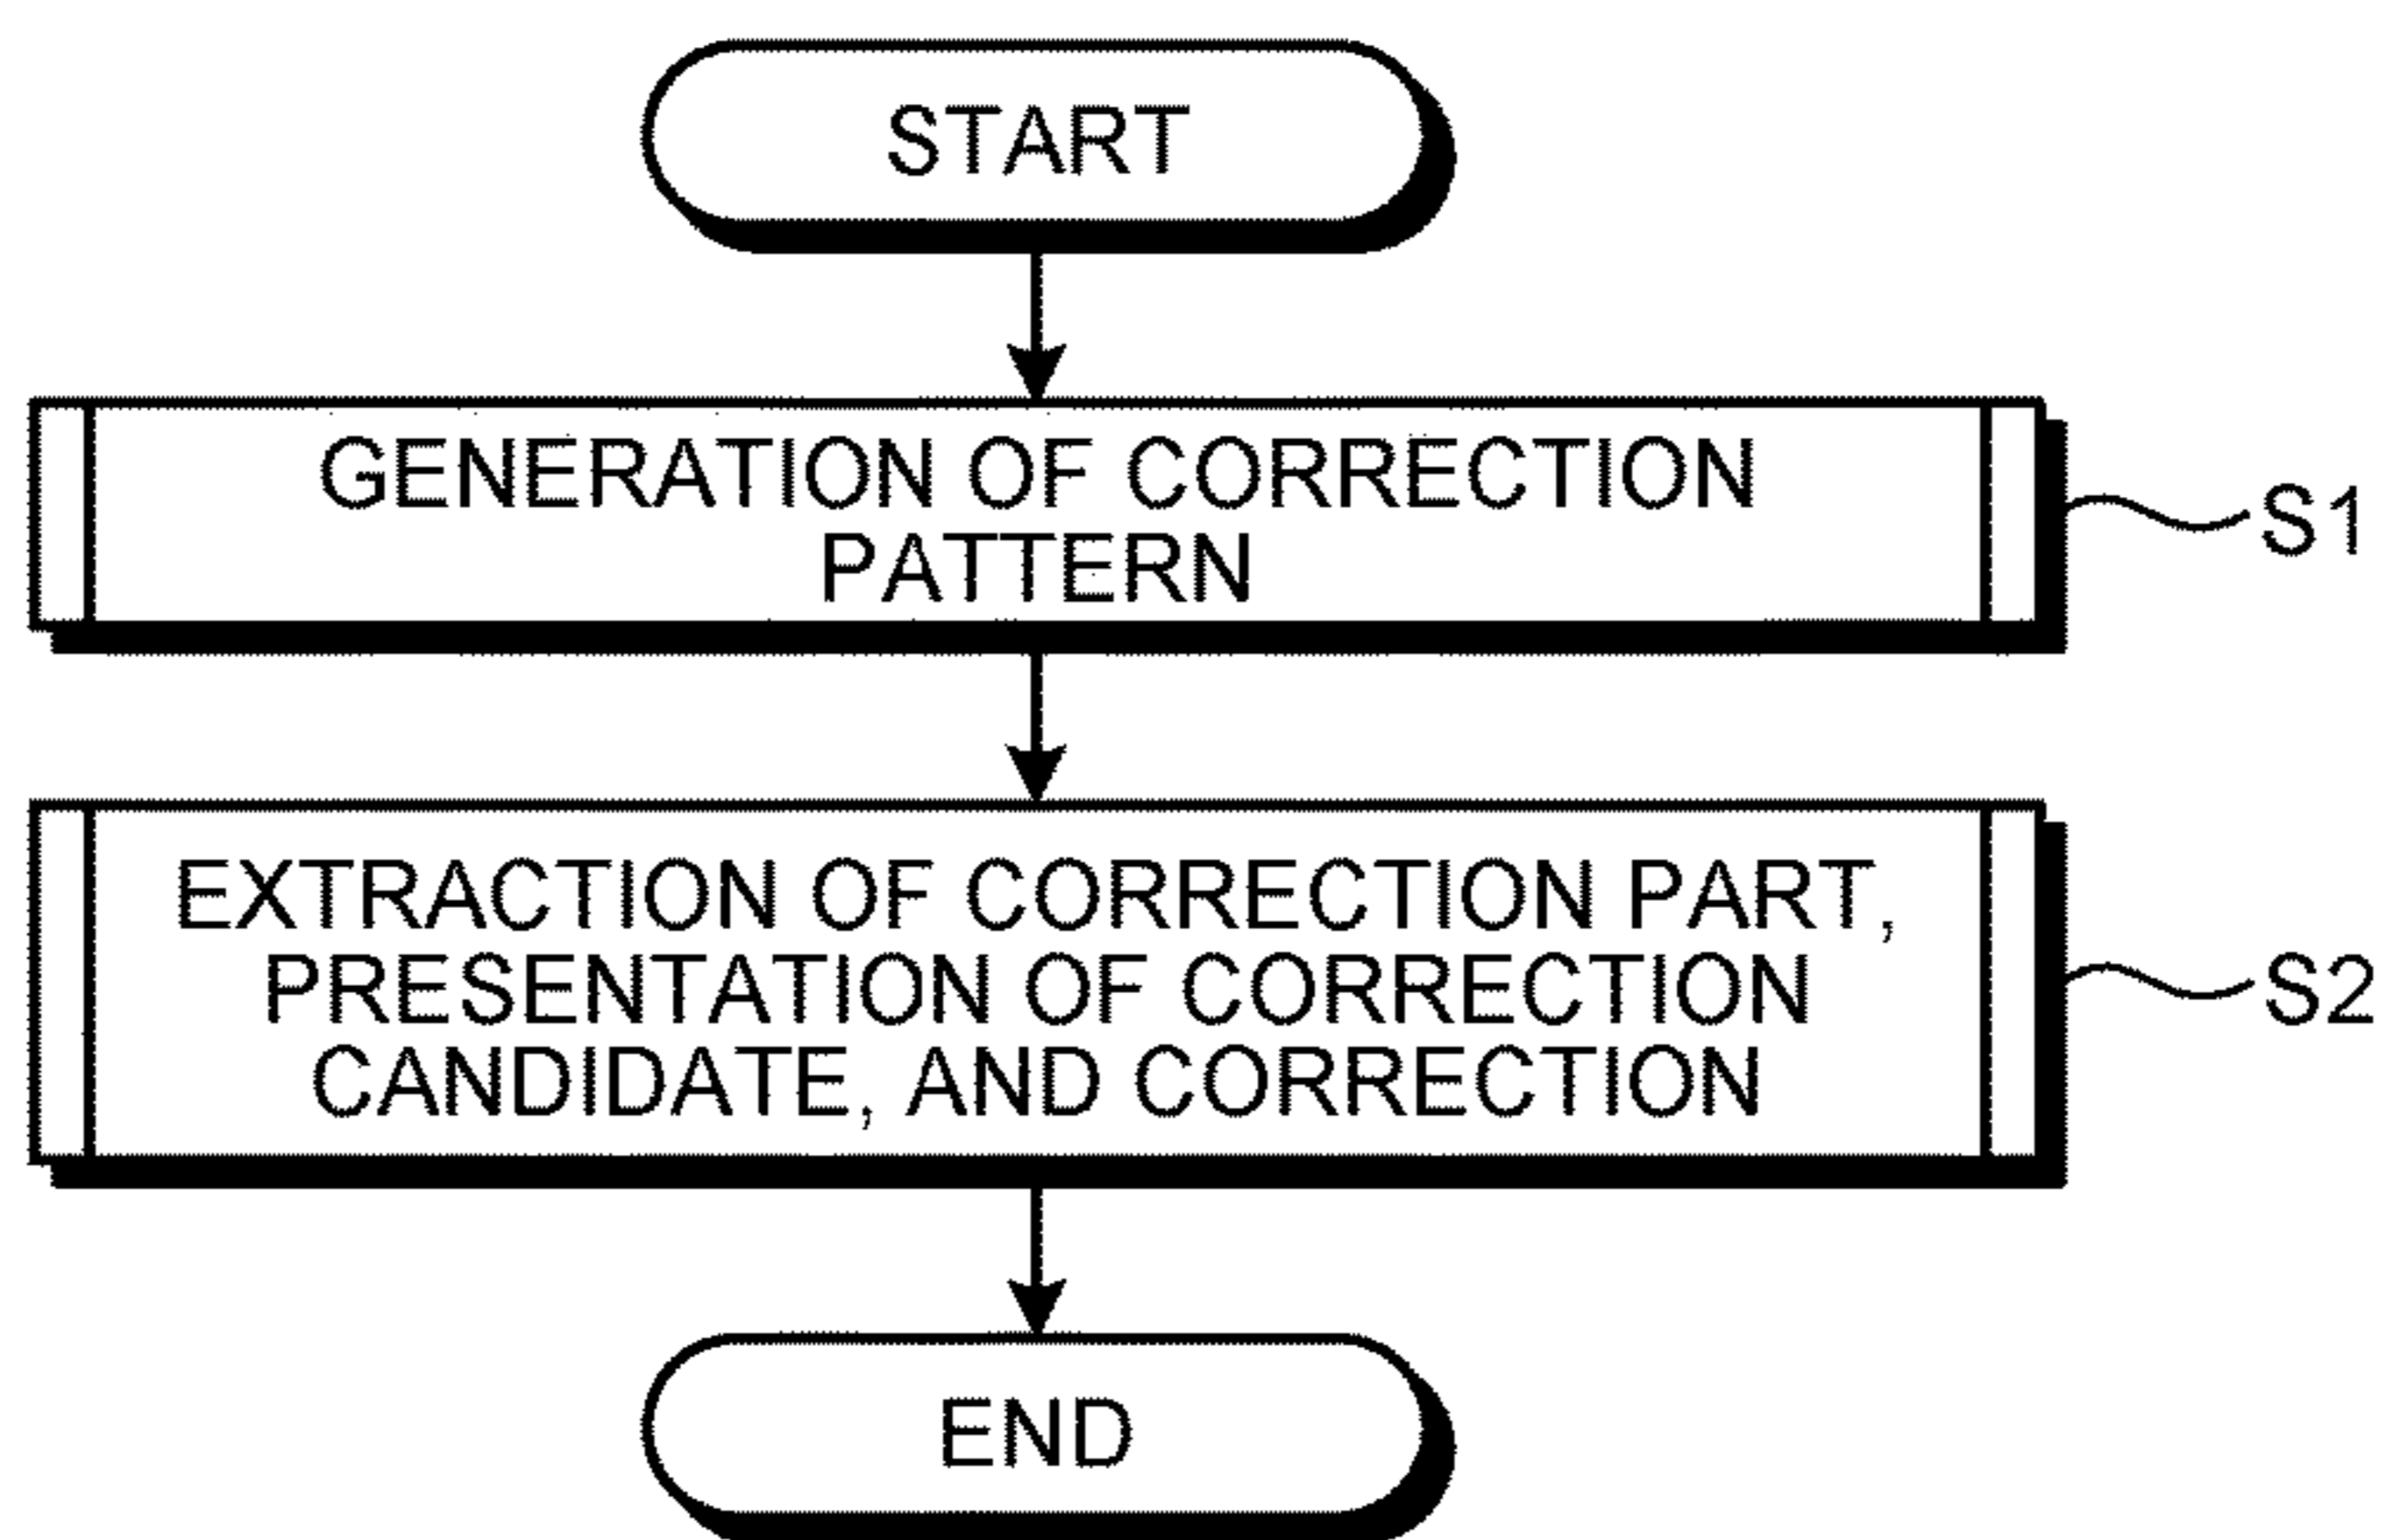 START
GENERATION OF CORRECTION
PATTERN
S1
EXTRACTION OF CORRECTION PART,
PRESENTATION OF CORRECTION
CANDIDATE, AND CORRECTION
S2
END